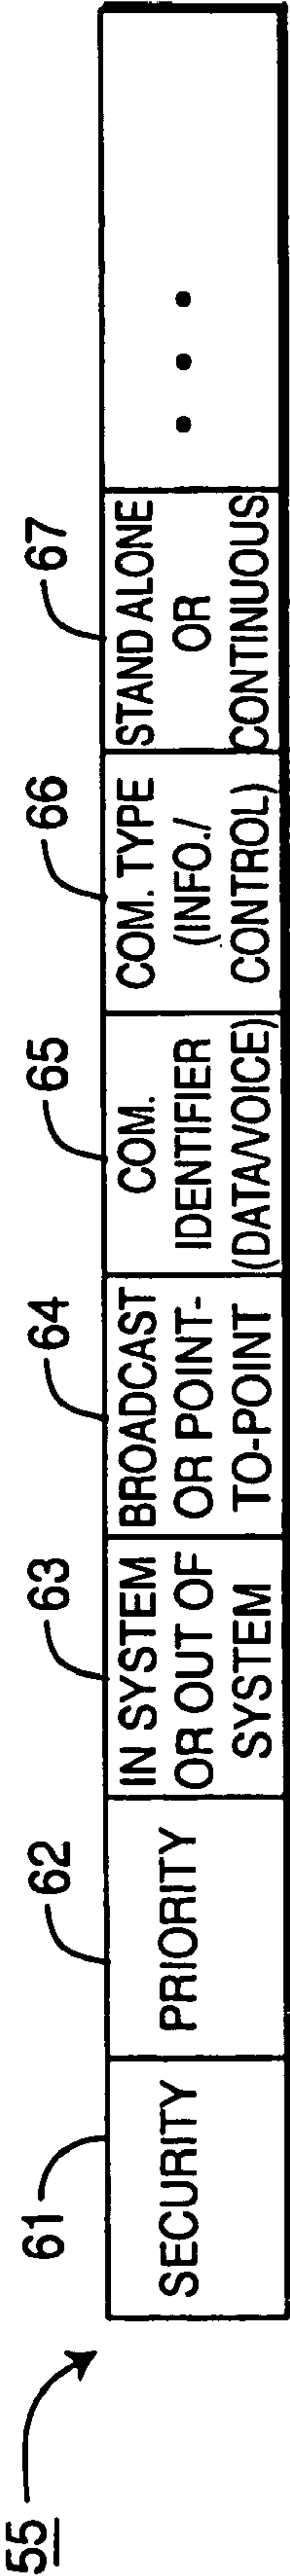 55
61
62
63
64
65
66
67
SECURITY
PRIORITY
IN SYSTEM
OR OUT OF
SYSTEM
BROADCAST
OR POINT-
TO-POINT
COM.
IDENTIFIER
(DATA/VOICE)
COM. TYPE
(INFO./
CONTROL)
STAND ALONE
OR
CONTINUOUS
• • •